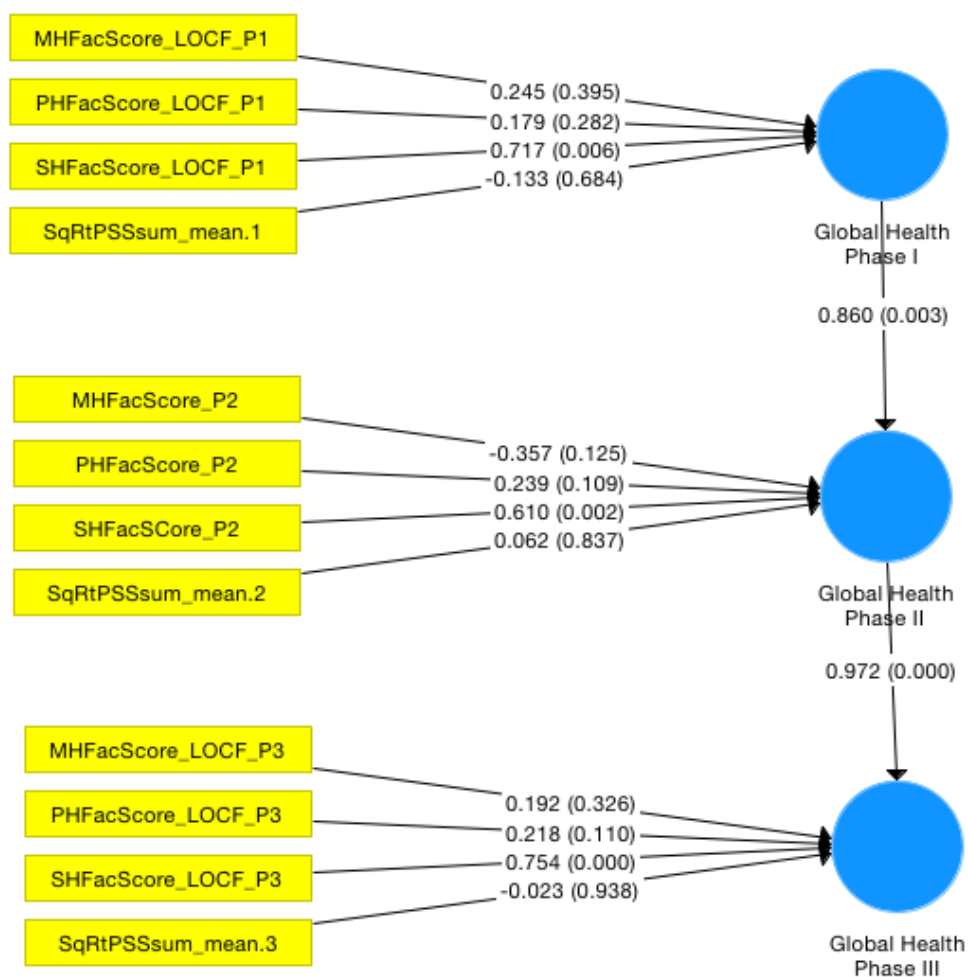 MHFacScore_LOCF_P1
PHFacScore_LOCF_P1
SHFacScore_LOCF_P1
SqRtPSSsum_mean.1
0.245 (0.395)
0.179 (0.282)
0.717 (0.006)
-0.133 (0.684)
Global Health
Phase I
0.860 (0.003)
MHFacScore_P2
PHFacScore_P2
SHFacSCore_P2
SqRtPSSsum_mean.2
-0.357 (0.125)
0.239 (0.109)
0.610 (0.002)
0.062 (0.837)
Global Health
Phase II
0.972 (0.000)
MHFacScore_LOCF_P3
PHFacScore_LOCF_P3
SHFacScore_LOCF_P3
SqRtPSSsum_mean.3
0.192 (0.326)
0.218 (0.110)
0.754 (0.000)
-0.023 (0.938)
Global Health
Phase III